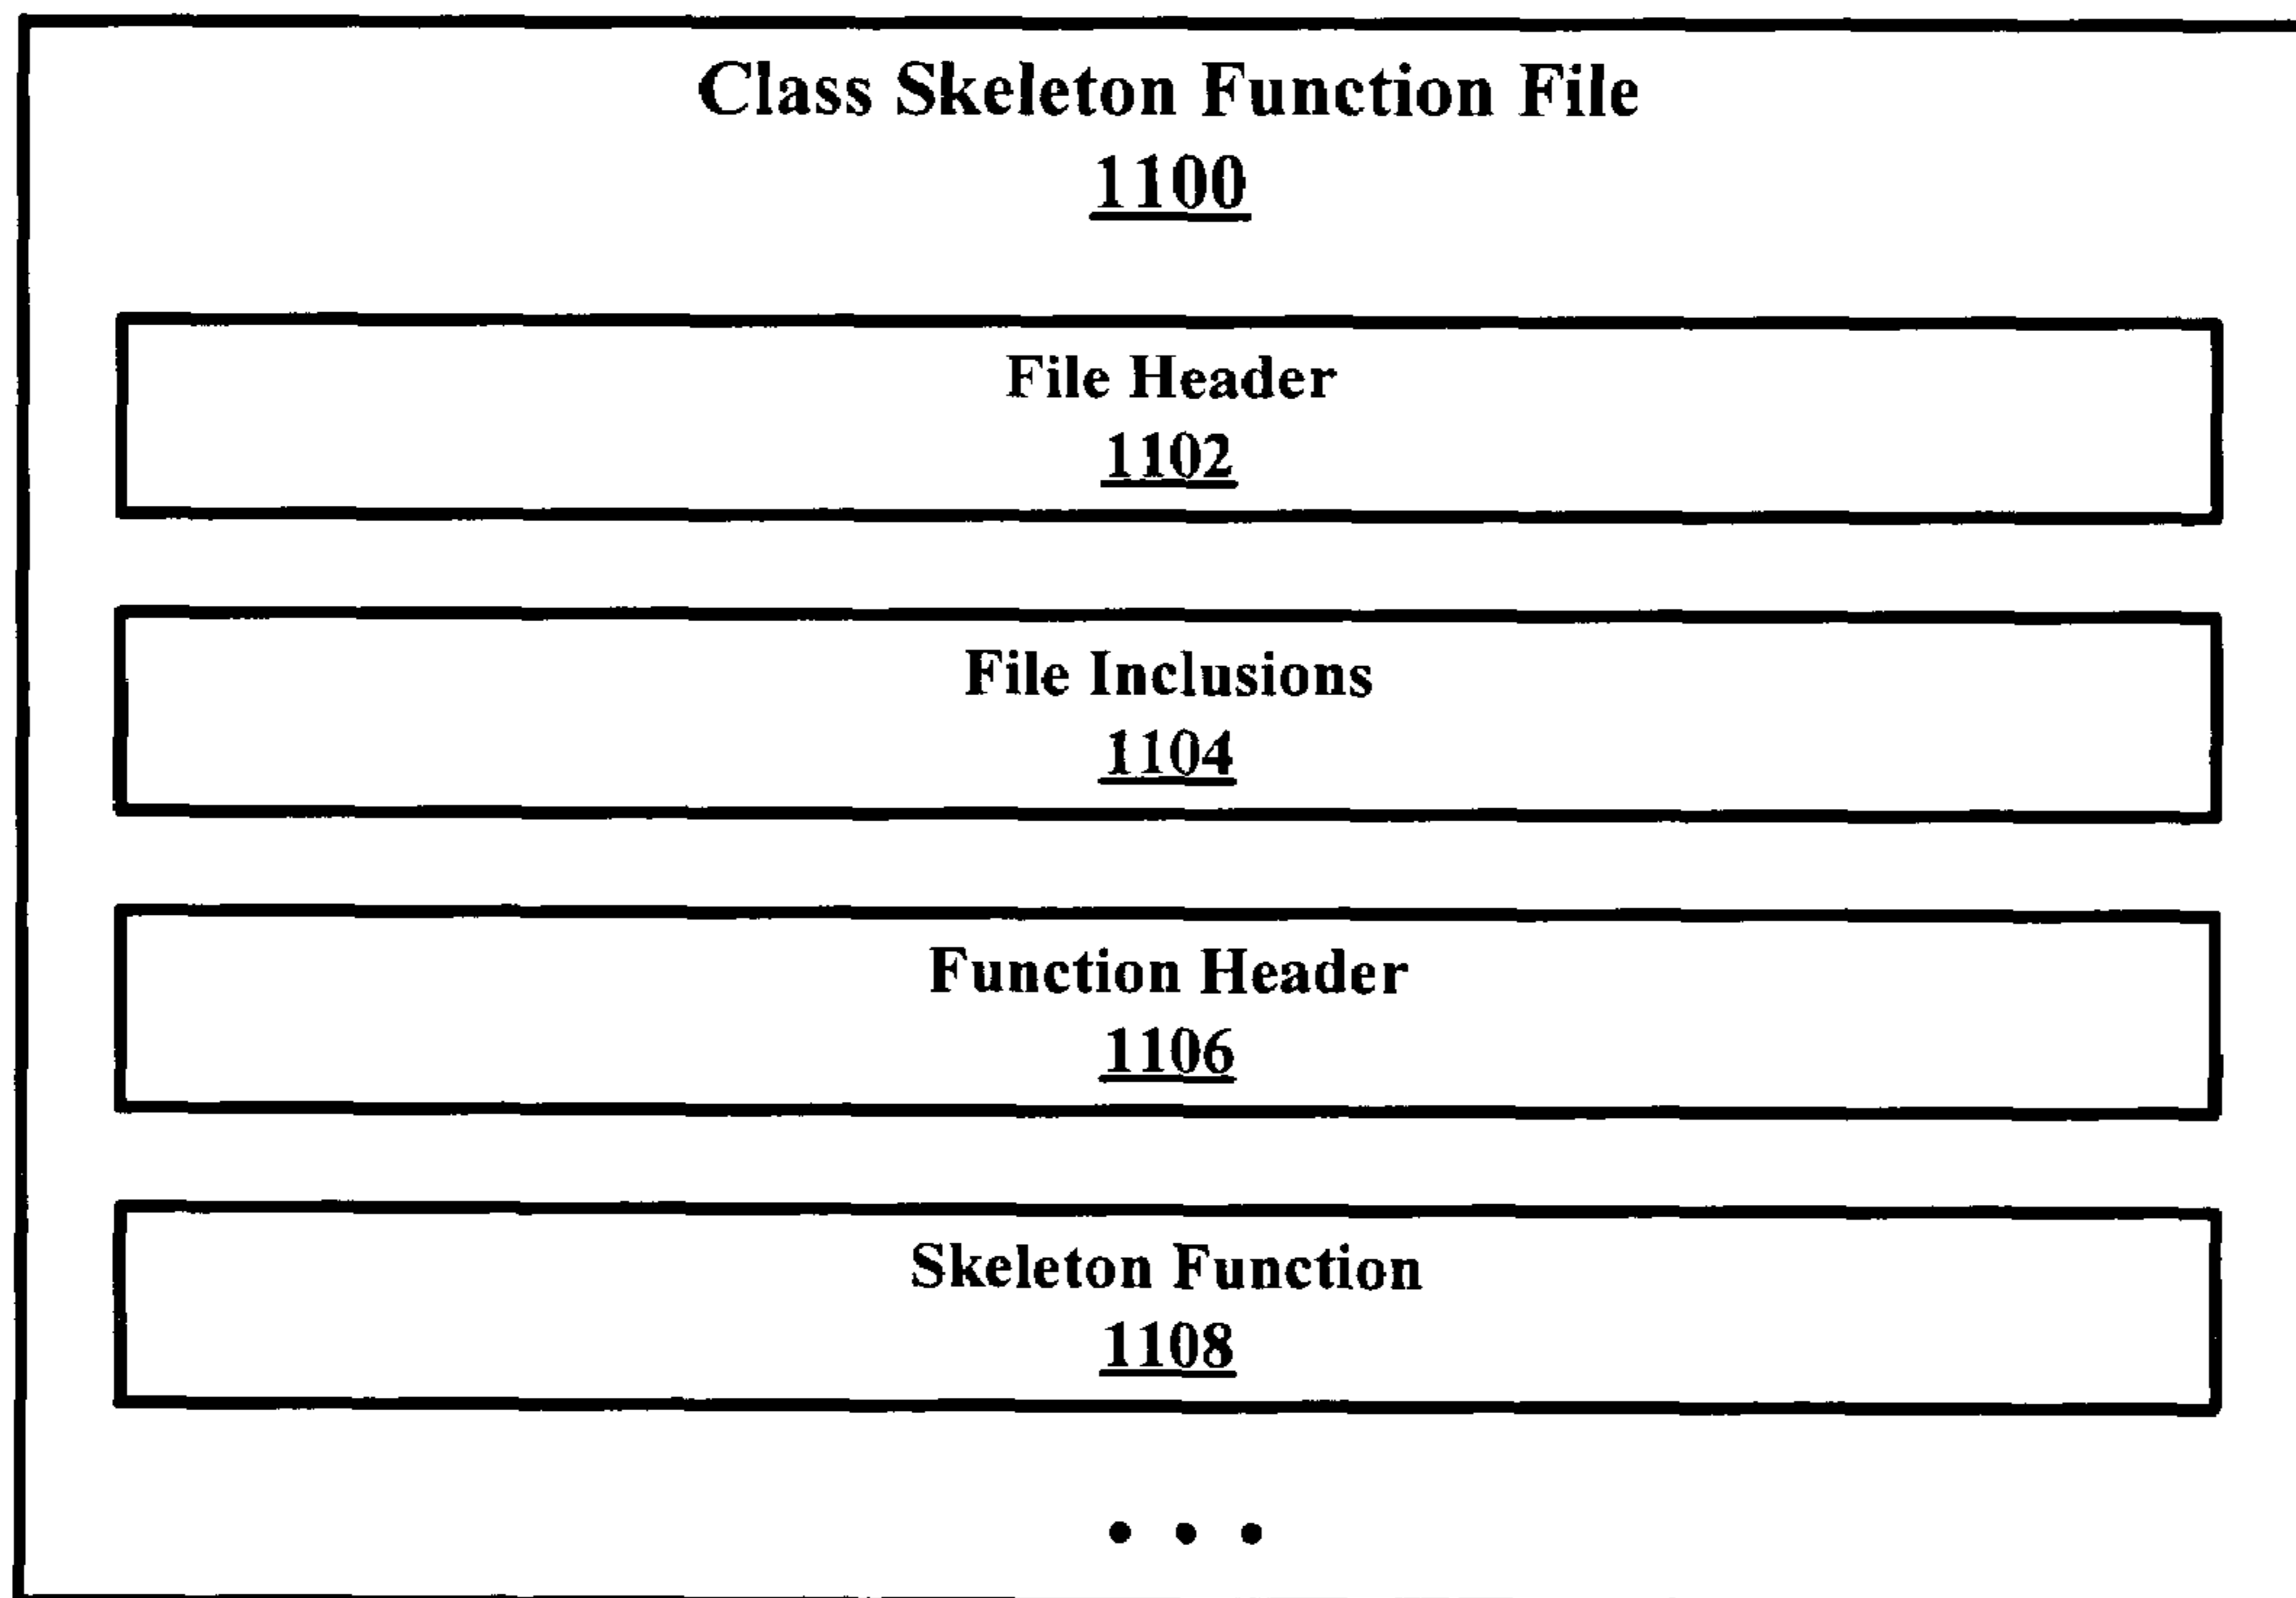 Class Skeleton Function File
1100
File Header
1102
File Inclusions
1104
Function Header
1106
Skeleton Function
1108
• • •